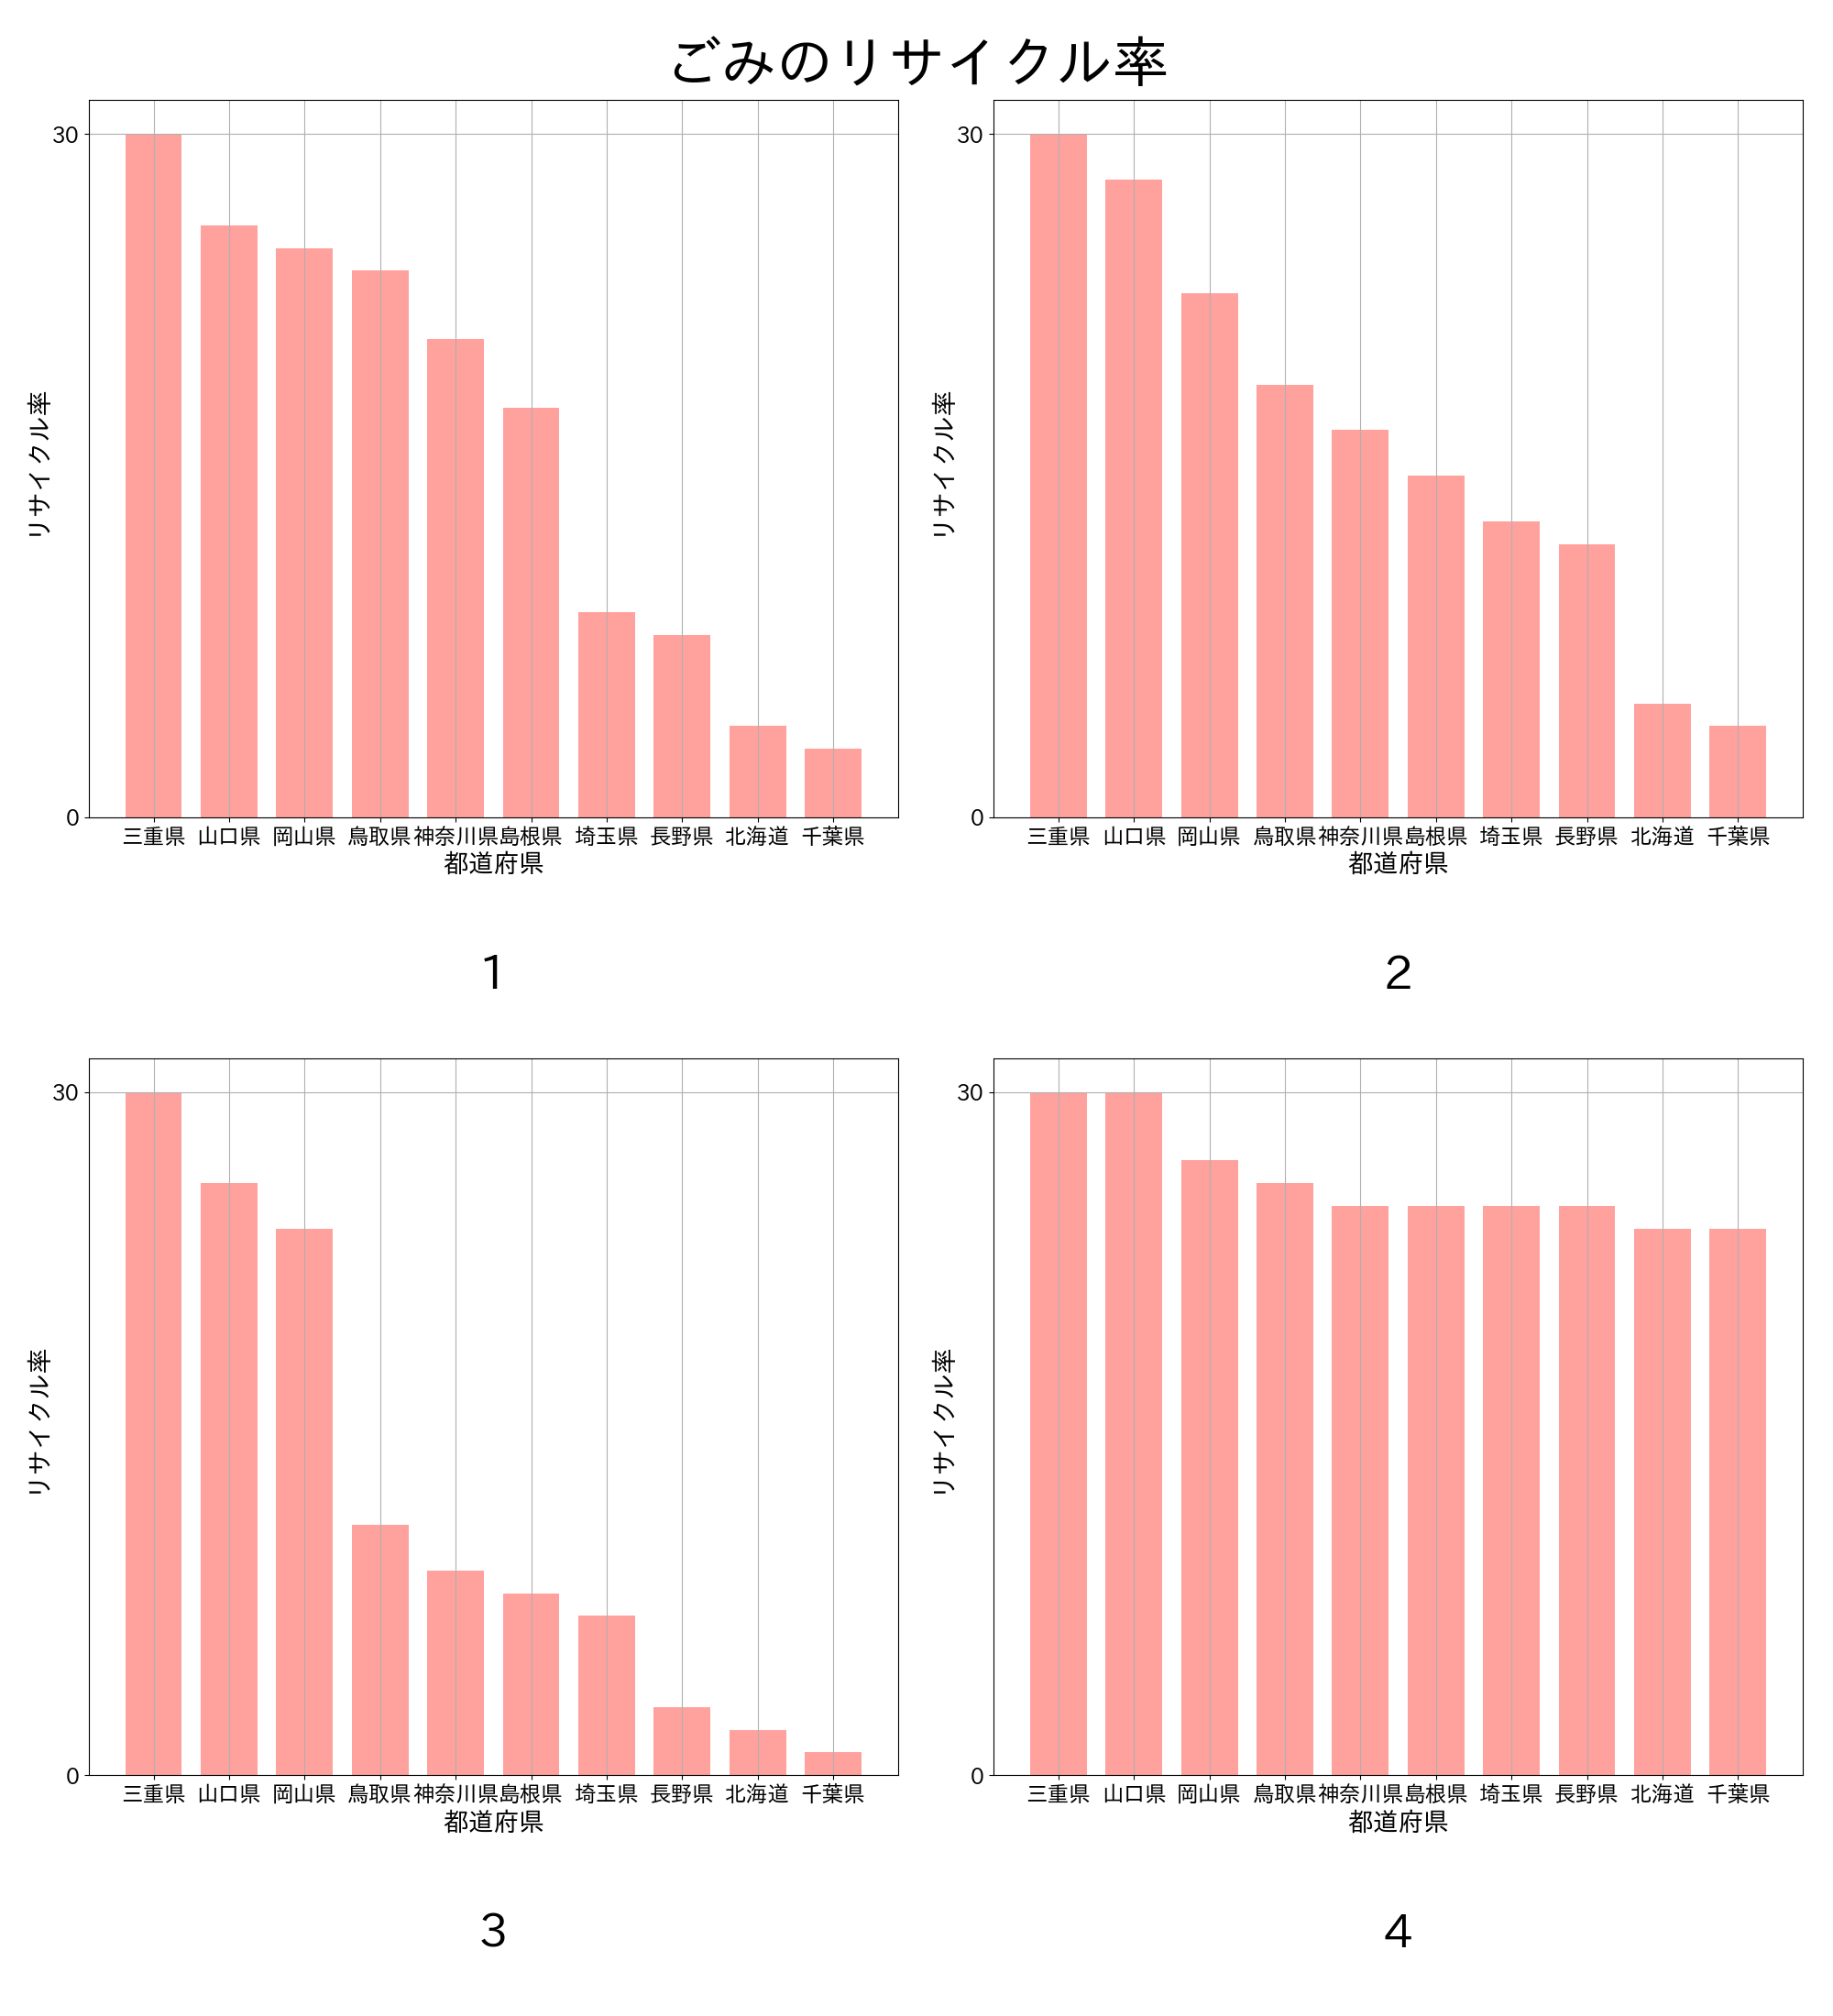 ごみのリサイクル率
30
0
リサイクル率
三重県 山口県 岡山県 鳥取県 神奈川県 島根県 埼玉県 長野県 北海道 千葉県
都道府県
1
30
0
リサイクル率
三重県 山口県 岡山県 鳥取県 神奈川県 島根県 埼玉県 長野県 北海道 千葉県
都道府県
2
30
0
リサイクル率
三重県 山口県 岡山県 鳥取県 神奈川県 島根県 埼玉県 長野県 北海道 千葉県
都道府県
3
30
0
リサイクル率
三重県 山口県 岡山県 鳥取県 神奈川県 島根県 埼玉県 長野県 北海道 千葉県
都道府県
4